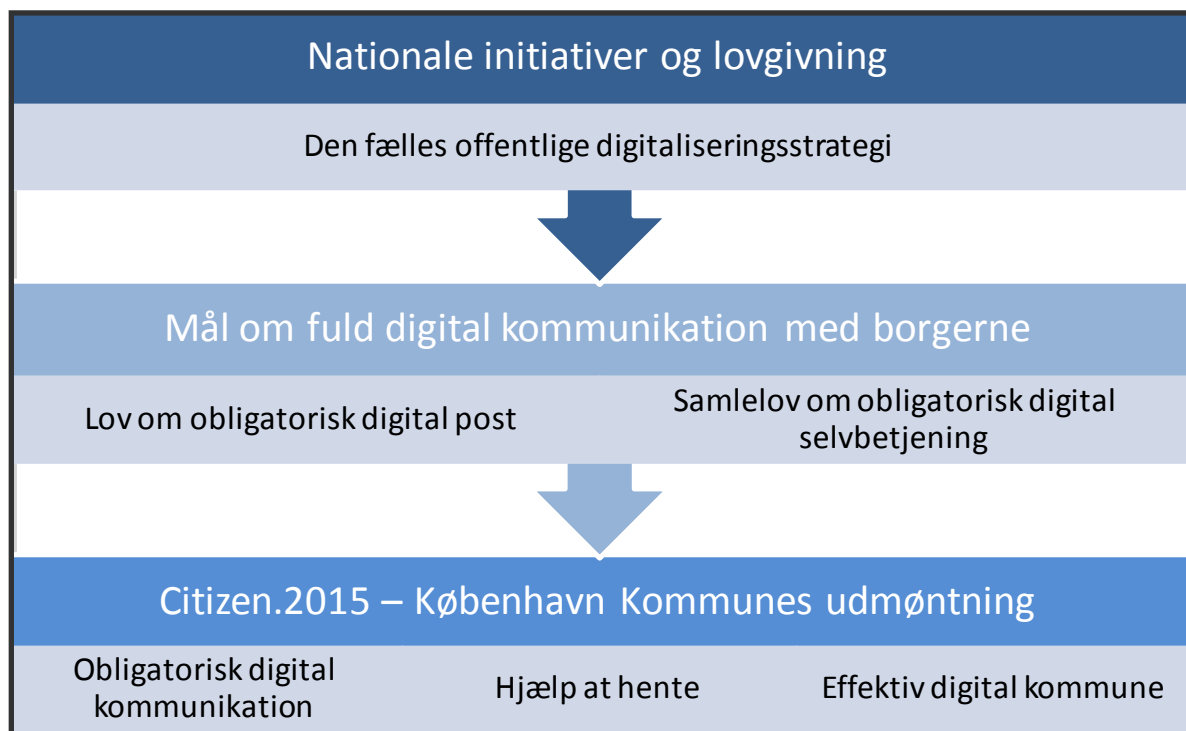 Nationale initiativer og lovgivning
Den fælles offentlige digitaliseringsstrategi
Mål om fuld digital kommunikation med borgerne
Lov om obligatorisk digital post
Samlelov om obligatorisk digital
selvbetjening
Citizen.2015 – København Kommunes udmøntning
Obligatorisk digital
kommunikation
Hjælp at hente
Effektiv digital kommune